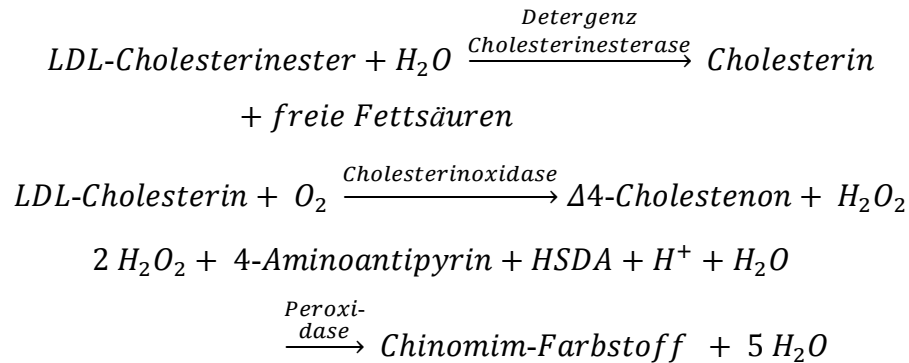 Detergenz
Cholesterinesterase
LDL-Cholesterinester + H₂O → Cholesterin
+ freie Fettsäuren
Cholesterinoxidase
LDL-Cholesterin + O₂ → Δ4-Cholestenon + H₂O₂
2 H₂O₂ + 4-Aminoantipyrin + HSDA + H⁺ + H₂O
Peroxi-
dase
→ Chinomim-Farbstoff + 5 H₂O